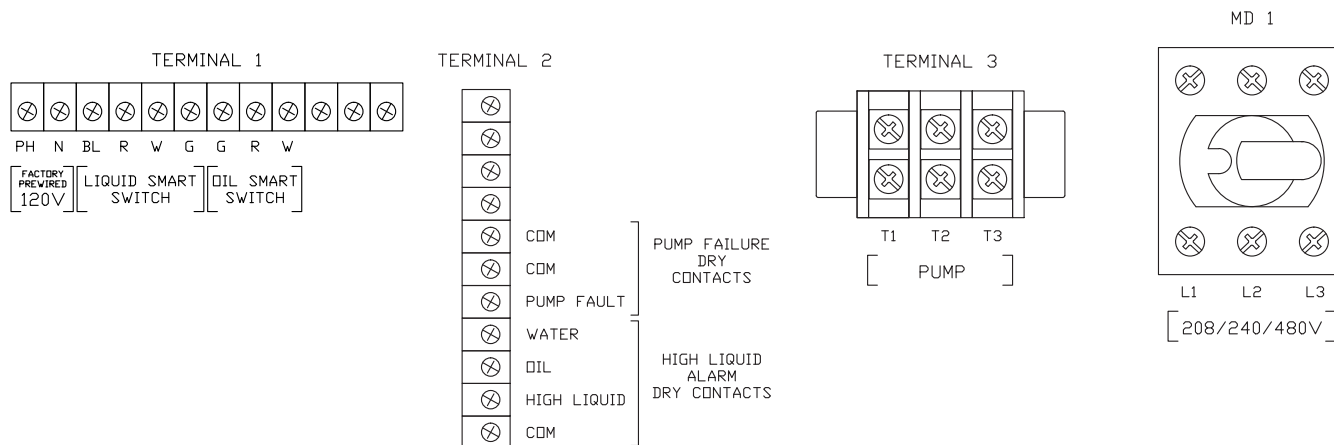 MD 1
TERMINAL 1
TERMINAL 2
TERMINAL 3
PH N BL R W G G R W
FACTORY
PREWIRED
120V
LIQUID SMART
SWITCH
OIL SMART
SWITCH
COM
COM
PUMP FAULT
PUMP FAILURE
DRY
CONTACTS
WATER
OIL
HIGH LIQUID
COM
HIGH LIQUID
ALARM
DRY CONTACTS
T1 T2 T3
PUMP
L1 L2 L3
208/240/480V